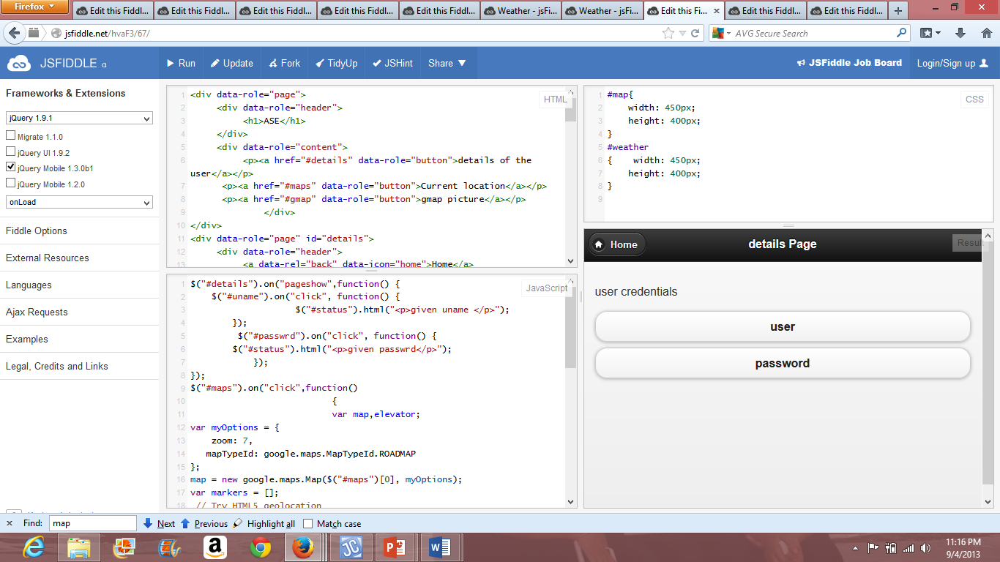 Firefox
Edit this Fiddl...
Edit this Fiddl...
Edit this Fiddl...
Edit this Fiddl...
Edit this Fiddl...
Weather - jsFi...
Weather - jsFi...
Edit this Fi...
Edit this Fiddl...
Edit this Fiddl...
jsfiddle.net/hvaF3/67/
AVG Secure Search
JSFIDDLE α
Run
Update
Fork
TidyUp
JSHint
Share
JSFiddle Job Board
Login/Sign up
Frameworks & Extensions
jQuery 1.9.1
Migrate 1.1.0
jQuery UI 1.9.2
jQuery Mobile 1.3.0b1
jQuery Mobile 1.2.0
onLoad
Fiddle Options
External Resources
Languages
Ajax Requests
Examples
Legal, Credits and Links
HTML
1 <div data-role="page">
2 <div data-role="header">
3 <h1>ASE</h1>
4 </div>
5 <div data-role="content">
6 <p><a href="#details" data-role="button">details of the
user</a></p>
7 <p><a href="#maps" data-role="button">Current location</a></p>
8 <p><a href="#gmap" data-role="button">gmap picture</a></p>
9 </div>
10 </div>
11 <div data-role="page" id="details">
12 <div data-role="header">
13 <a data-rel="back" data-icon="home">Home</a>
JavaScript
1 $("#details").on("pageshow",function() {
2 $("#uname").on("click", function() {
3 $("#status").html("<p>given uname </p>");
4 });
5 $("#passwrd").on("click", function() {
6 $("#status").html("<p>given passwrd</p>");
7 });
8 });
9 $("#maps").on("click",function()
10 {
11 var map,elevator;
12 var myOptions = {
13 zoom: 7,
14 mapTypeId: google.maps.MapTypeId.ROADMAP
15 };
16 map = new google.maps.Map($("#maps")[0], myOptions);
17 var markers = [];
18 // Try HTML5 geolocation
CSS
1 #map{
2 width: 450px;
3 height: 400px;
4 }
5 #weather
6 { width: 450px;
7 height: 400px;
8 }
9
Home
details Page
Result
user credentials
user
password
Find:
map
Next
Previous
Highlight all
Match case
11:16 PM
9/4/2013